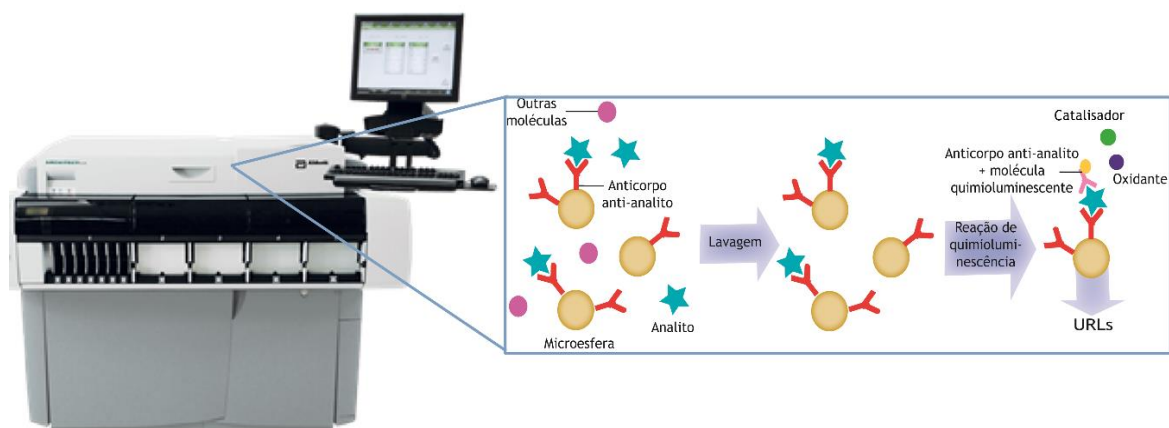 Outras
moléculas
Anticorpo
anti-analito
Analito
Microesfera
Lavagem
Reação de
quimiolumi-
nescência
Catalisador
Anticorpo anti-analito
+ molécula
quimioluminescente
Oxidante
URLs
Abbott